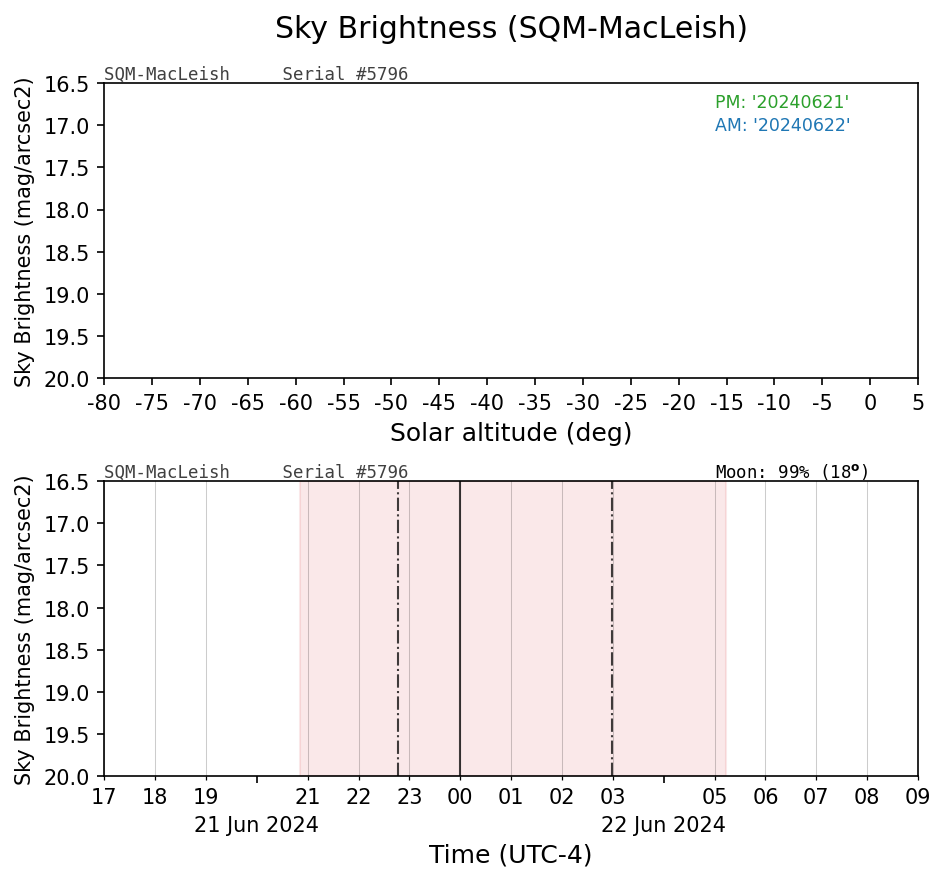 Sky Brightness (SQM-MacLeish)
SQM-MacLeish Serial #5796
PM: '20240621'
AM: '20240622'
Sky Brightness (mag/arcsec2)
16.5
17.0
17.5
18.0
18.5
19.0
19.5
20.0
-80 -75 -70 -65 -60 -55 -50 -45 -40 -35 -30 -25 -20 -15 -10 -5 0 5
Solar altitude (deg)
SQM-MacLeish Serial #5796 Moon: 99% (18º)
Sky Brightness (mag/arcsec2)
16.5
17.0
17.5
18.0
18.5
19.0
19.5
20.0
17 18 19 21 22 23 00 01 02 03 05 06 07 08 09
21 Jun 2024 22 Jun 2024
Time (UTC-4)